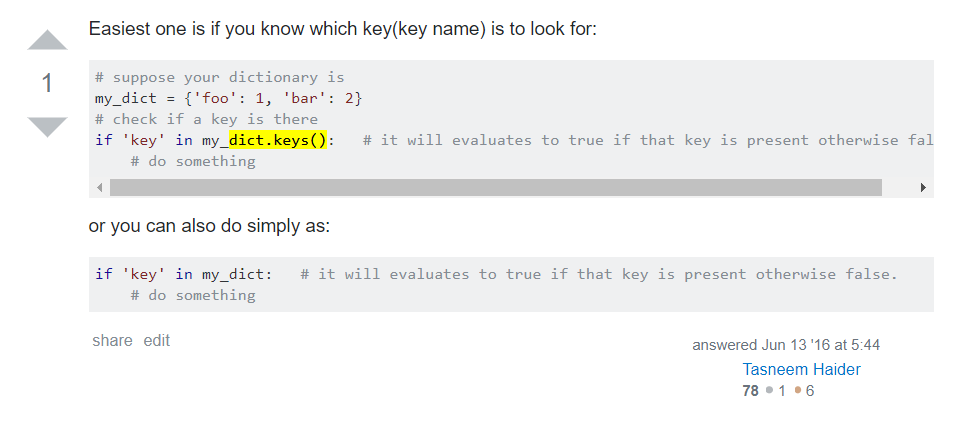 Easiest one is if you know which key(key name) is to look for:
1
# suppose your dictionary is
my_dict = {'foo': 1, 'bar': 2}
# check if a key is there
if 'key' in my_dict.keys():   # it will evaluates to true if that key is present otherwise fal
    # do something
or you can also do simply as:
if 'key' in my_dict:   # it will evaluates to true if that key is present otherwise false.
    # do something
share edit
answered Jun 13 '16 at 5:44
Tasneem Haider
78 ● 1 ● 6